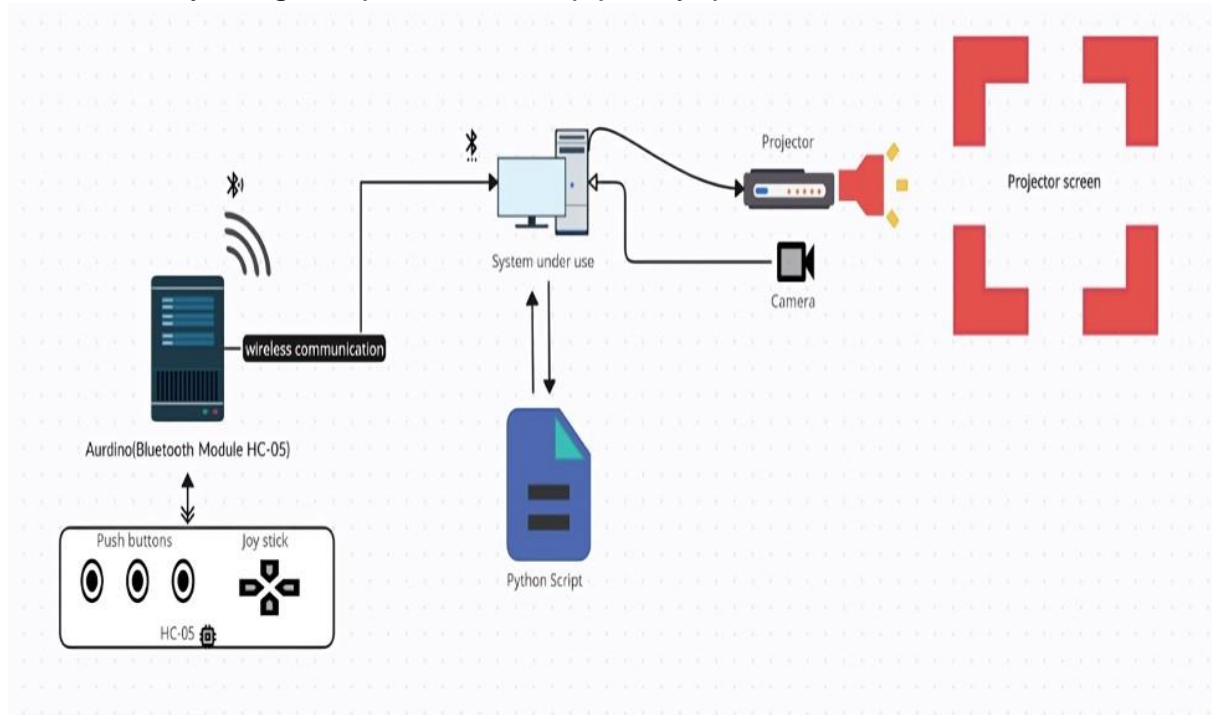 Projector
Projector screen
System under use
Camera
wireless communication
Aurdino(Bluetooth Module HC-05)
Push buttons
Joy stick
HC-05
Python Script